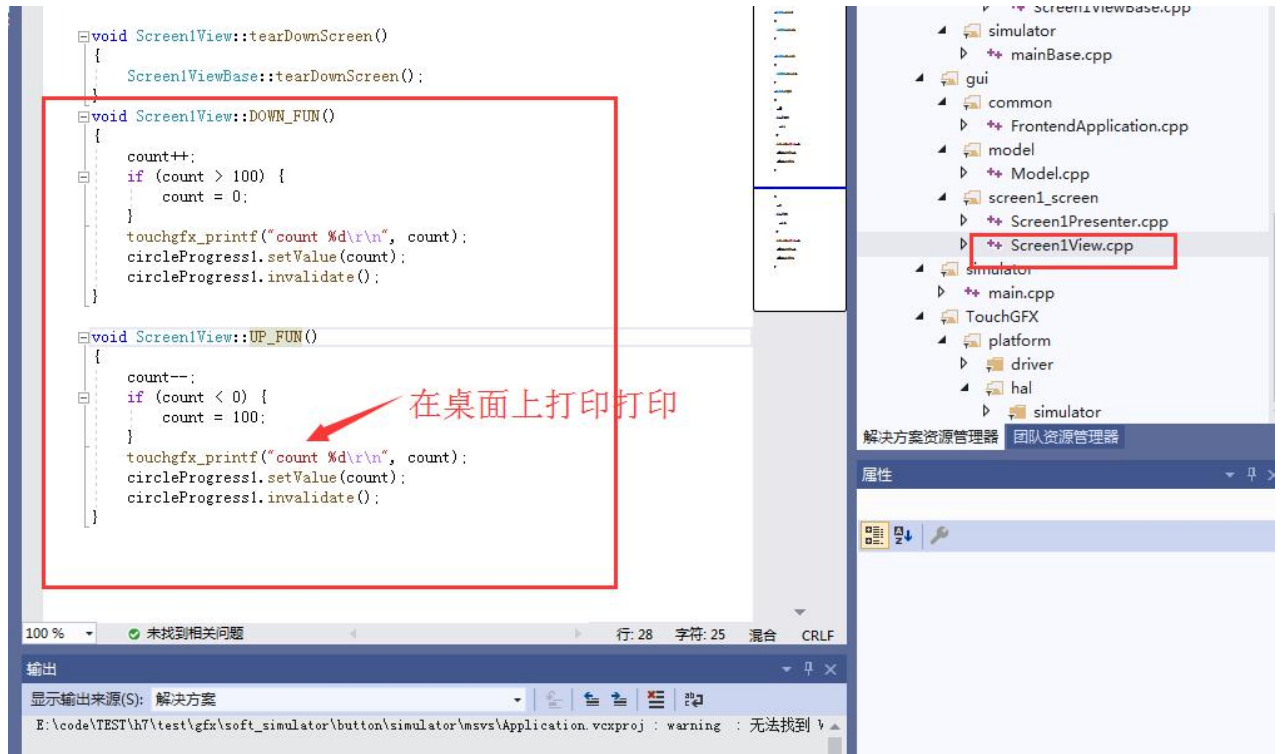 void Screen1View::tearDownScreen()
{
Screen1ViewBase::tearDownScreen();
}
void Screen1View::DOWN_FUN()
{
count++;
if (count > 100) {
count = 0;
}
touchgfx_printf("count %d\r\n", count);
circleProgress1.setValue(count);
circleProgress1.invalidate();
}
void Screen1View::UP_FUN()
{
count--;
if (count < 0) {
count = 100;
}
touchgfx_printf("count %d\r\n", count);
circleProgress1.setValue(count);
circleProgress1.invalidate();
}
在桌面上打印打印
100 %
未找到相关问题
行: 28
字符: 25
混合
CRLF
输出
显示输出来源(S):
解决方案
E:\code\TEST\h7\test\gfx\soft_simulator\button\simulator\msvs\Application.vcxproj : warning : 无法找到
Screen1ViewBase.cpp
simulator
mainBase.cpp
gui
common
FrontendApplication.cpp
model
Model.cpp
screen1_screen
Screen1Presenter.cpp
Screen1View.cpp
simulator
main.cpp
TouchGFX
platform
driver
hal
simulator
解决方案资源管理器
团队资源管理器
属性